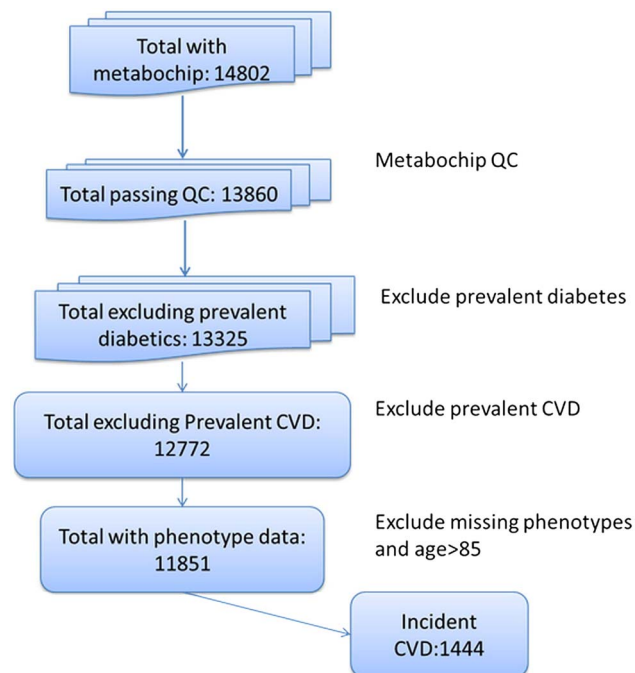 Total with
metabochip: 14802
Metabochip QC
Total passing QC: 13860
Exclude prevalent diabetes
Total excluding prevalent
diabetics: 13325
Exclude prevalent CVD
Total excluding Prevalent CVD:
12772
Exclude missing phenotypes
and age>85
Total with phenotype data:
11851
Incident
CVD:1444